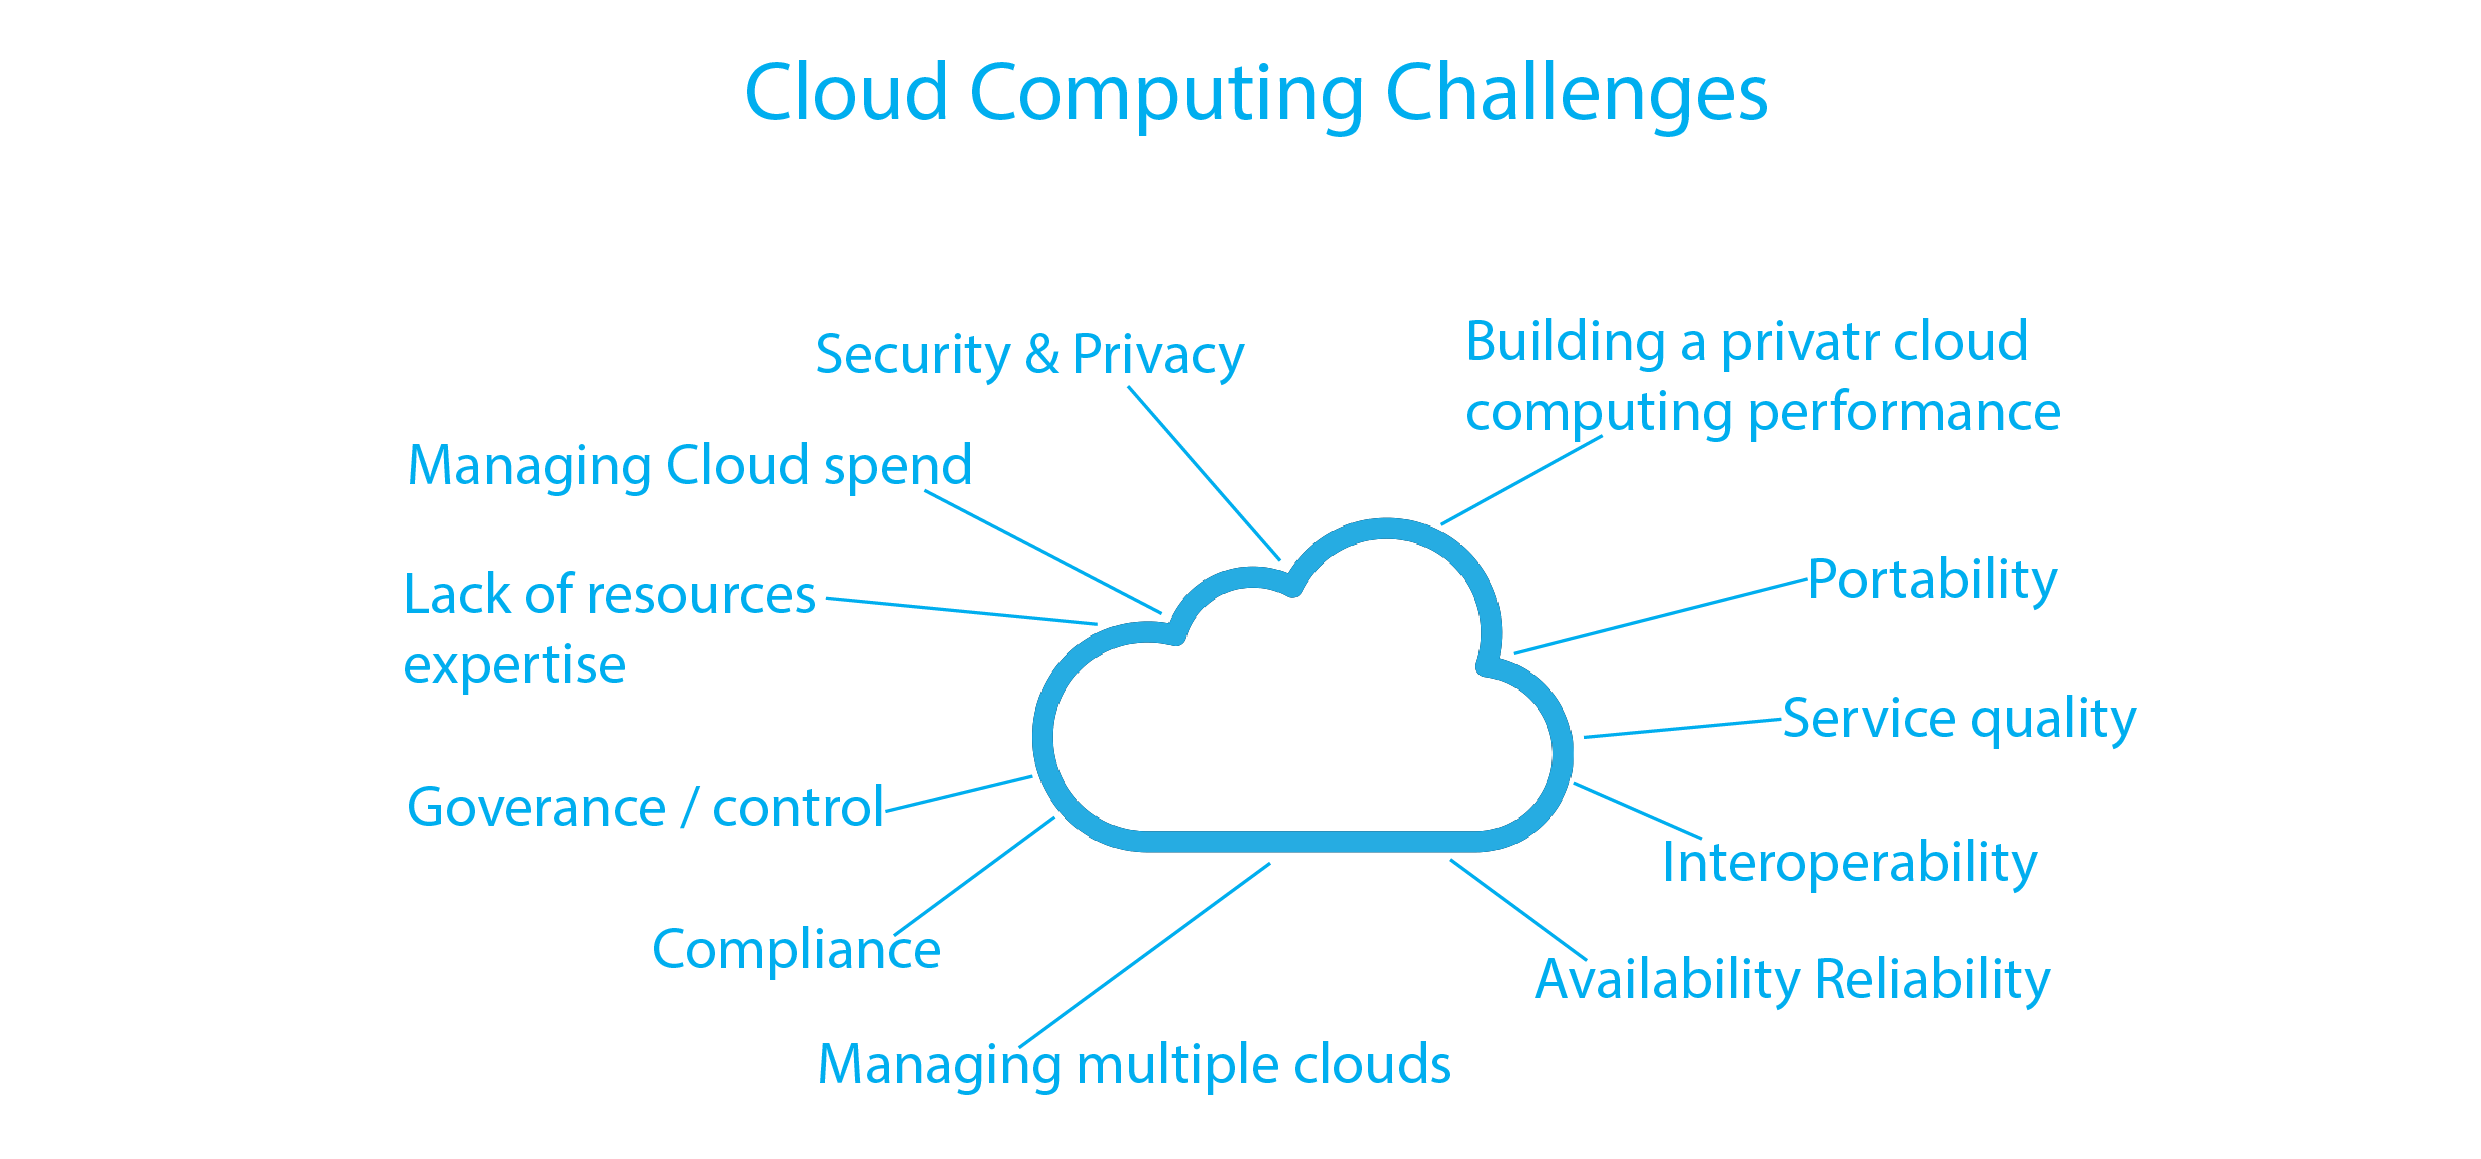 Cloud Computing Challenges
Security & Privacy
Building a privatr cloud
computing performance
Managing Cloud spend
Lack of resources
expertise
Portability
Service quality
Goverance / control
Interoperability
Compliance
Availability Reliability
Managing multiple clouds